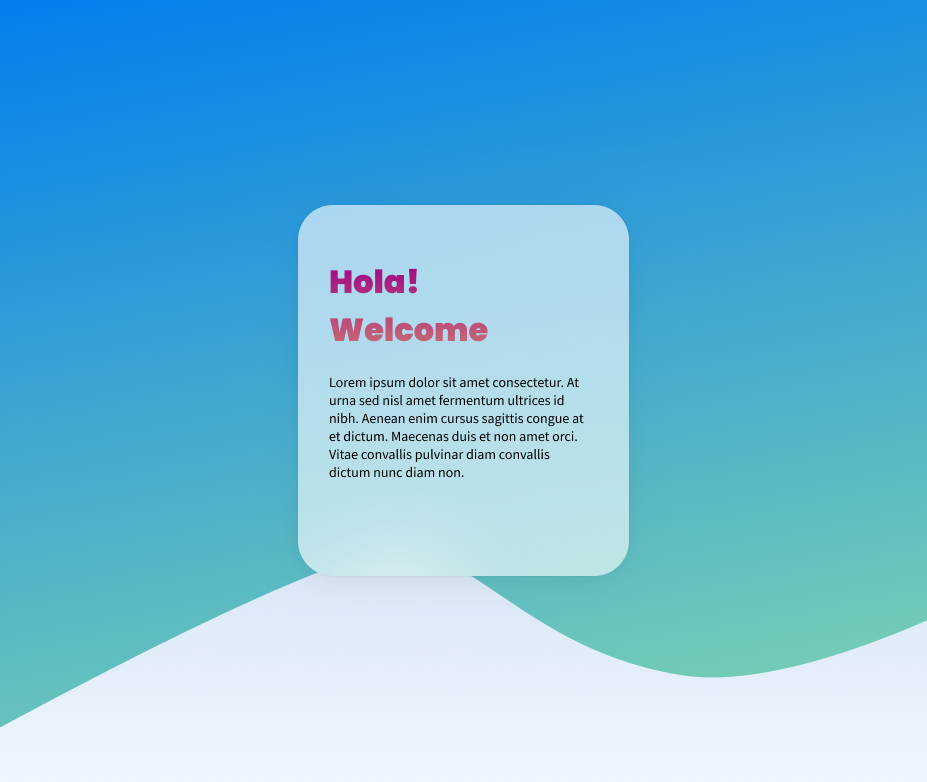 Hola!
Welcome
Lorem ipsum dolor sit amet consectetur. At
urna sed nisl amet fermentum ultrices id
nibh. Aenean enim cursus sagittis congue at
et dictum. Maecenas duis et non amet orci.
Vitae convallis pulvinar diam convallis
dictum nunc diam non.